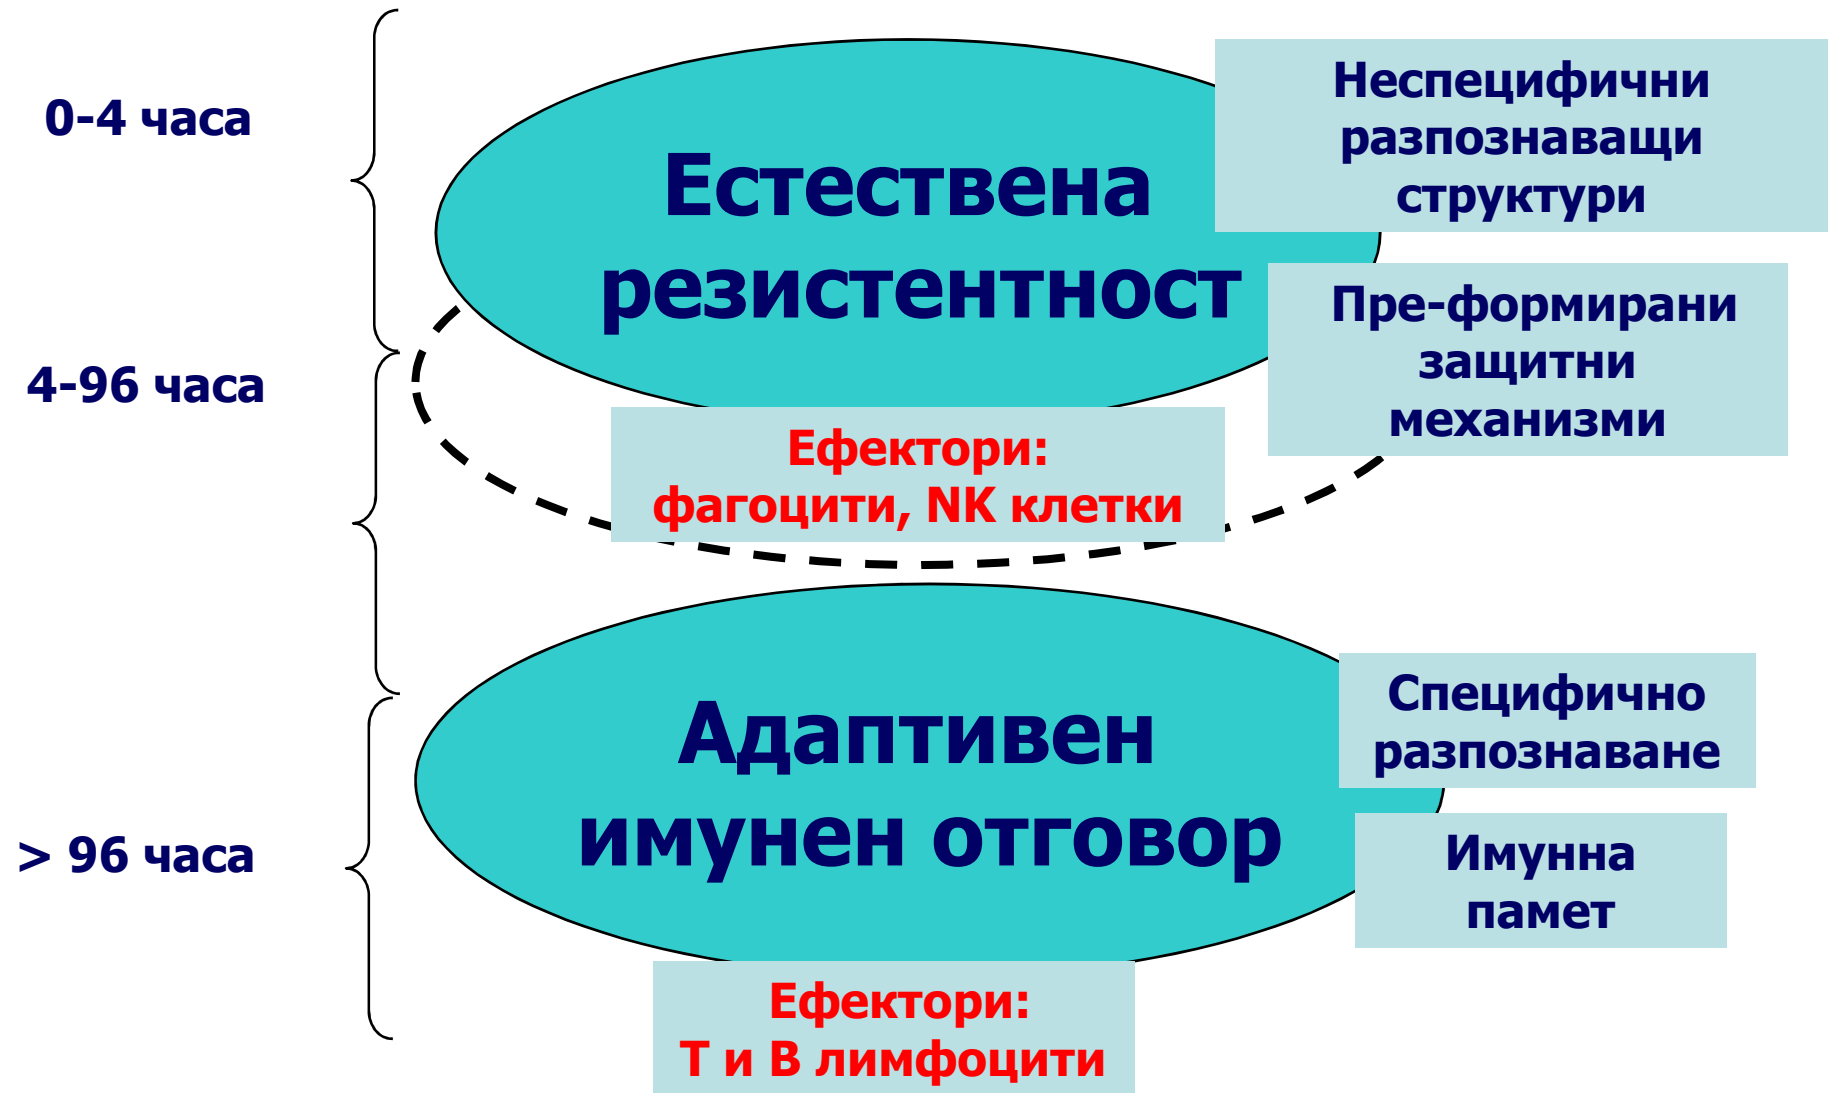 0-4 часа
Естествена
резистентност
Неспецифични
разпознаващи
структури
Пре-формирани
защитни
механизми
4-96 часа
Ефектори:
фагоцити, NK клетки
> 96 часа
Адаптивен
имунен отговор
Специфично
разпознаване
Имунна
памет
Ефектори:
Т и В лимфоцити